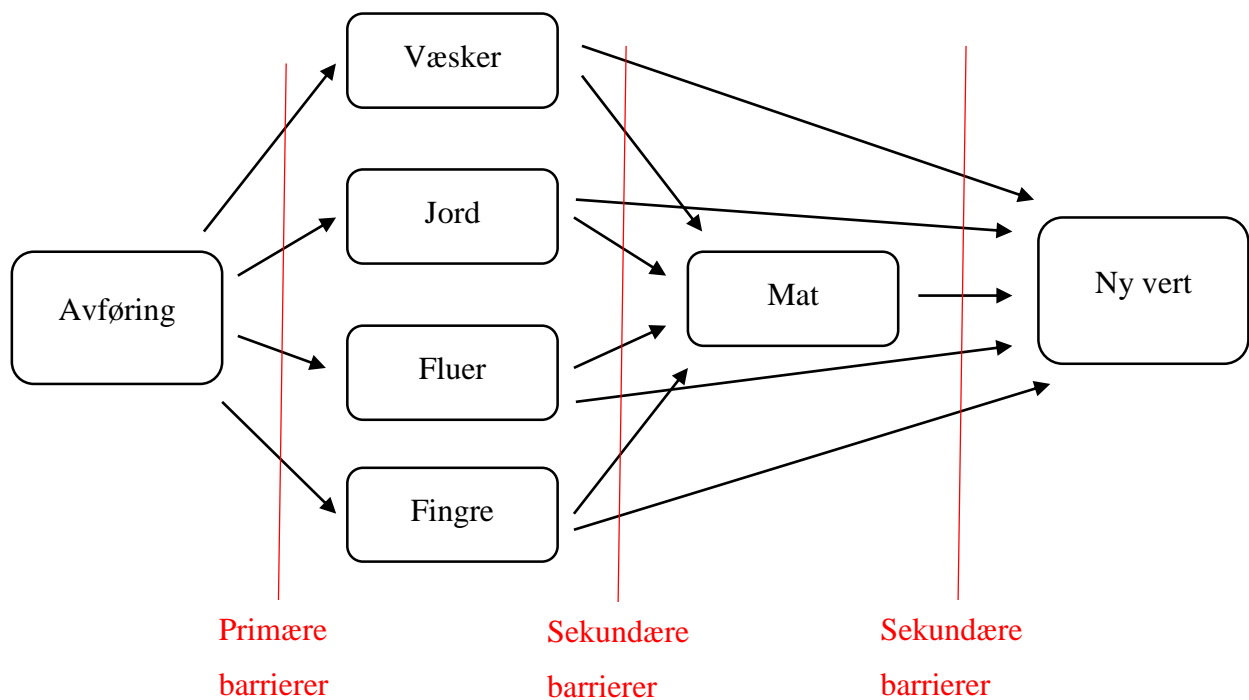 Væsker
Jord
Avføring
Mat
Ny vert
Fluer
Fingre
Primære
barrierer
Sekundære
barrierer
Sekundære
barrierer